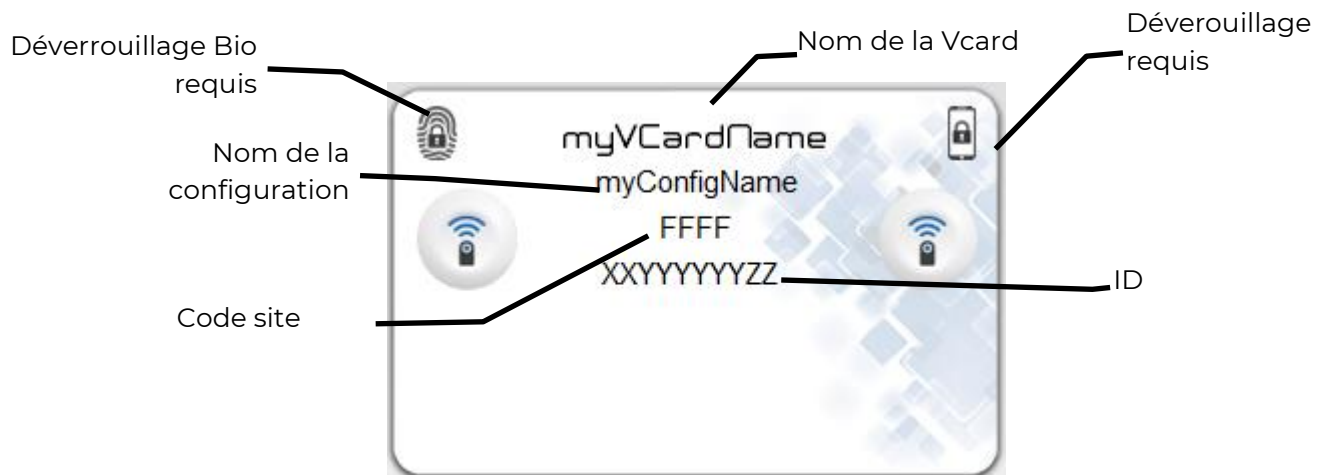 Déverrouillage Bio
requis
Nom de la Vcard
Déverouillage
requis
myVCardName
Nom de la
configuration
myConfigName
FFFF
XXYYYYYYZZ
ID
Code site